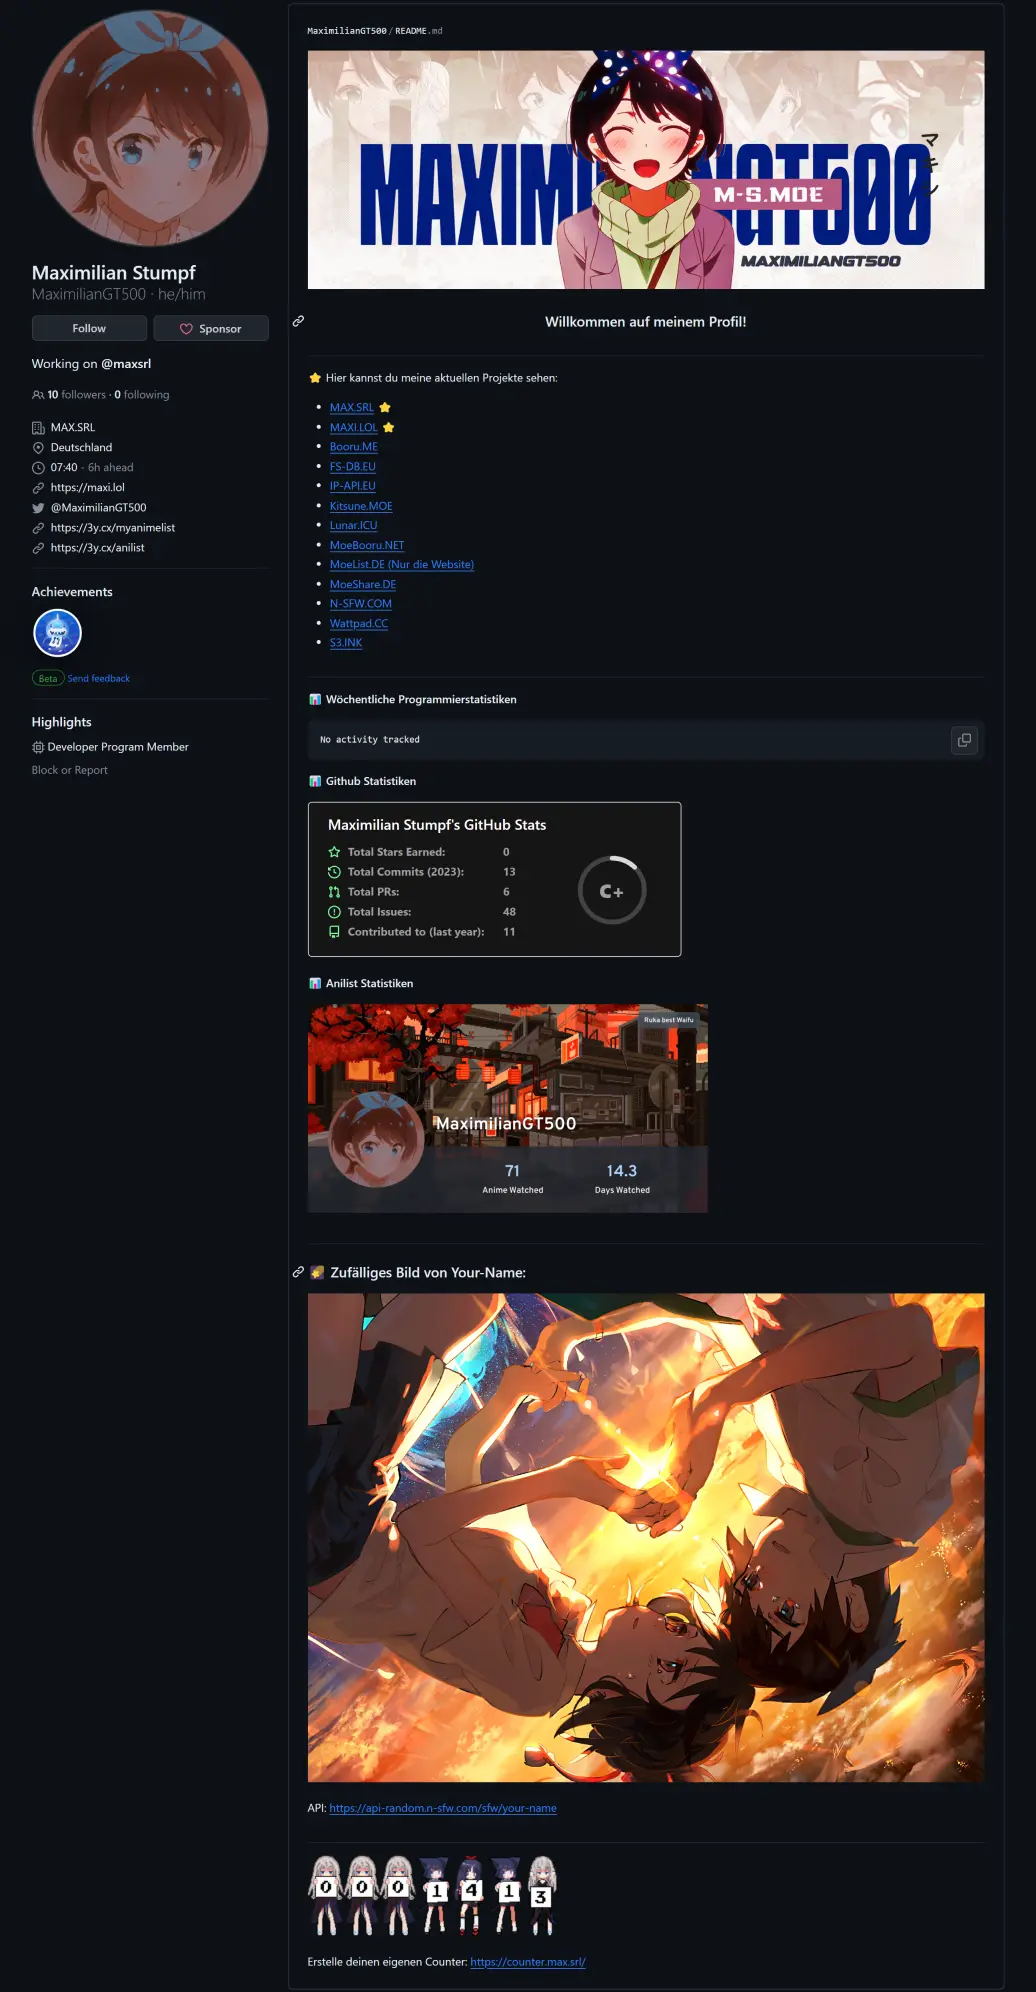 Maximilian Stumpf
MaximilianGT500 · he/him
Follow
Sponsor
Working on @maxsrl
10 followers · 0 following
MAX.SRL
Deutschland
07:40 - 6h ahead
https://maxi.lol
@MaximilianGT500
https://3y.cx/myanimelist
https://3y.cx/anilist
Achievements
Beta Send feedback
Highlights
Developer Program Member
Block or Report
MaximilianGT500 / README.md
M-S.MOE
MAXIMILIANGT500
Willkommen auf meinem Profil!
Hier kannst du meine aktuellen Projekte sehen:
MAX.SRL
MAXI.LOL
Booru.ME
FS-DB.EU
IP-API.EU
Kitsune.MOE
Lunar.ICU
MoeBooru.NET
MoeList.DE (Nur die Website)
MoeShare.DE
N-SFW.COM
Wattpad.CC
S3.INK
Wöchentliche Programmierstatistiken
No activity tracked
Github Statistiken
Maximilian Stumpf's GitHub Stats
Total Stars Earned: 0
Total Commits (2023): 13
Total PRs: 6
Total Issues: 48
Contributed to (last year): 11
C+
Anilist Statistiken
Ruka best Waifu
MaximilianGT500
71 14.3
Anime Watched Days Watched
Zufälliges Bild von Your-Name:
API: https://api-random.n-sfw.com/sfw/your-name
0 0 0 1 4 1 3
Erstelle deinen eigenen Counter: https://counter.max.srl/